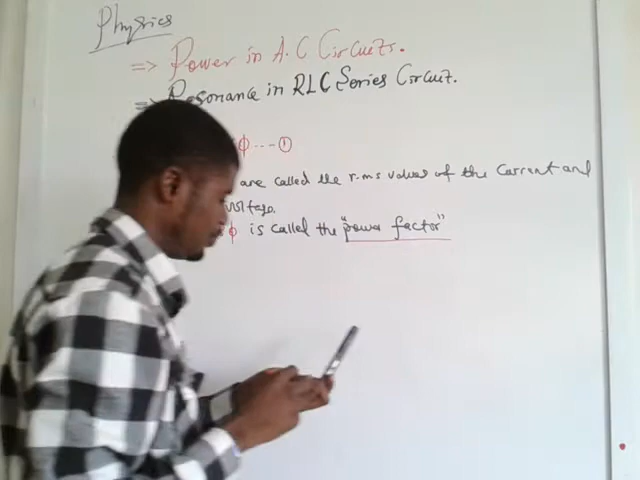 Physics
=> Power in A.C Circuits.
=> Resonance in RLC Series Circuit.
φ ... ①
are called the r.m.s values of the current and
voltage.
φ is called the "power factor"